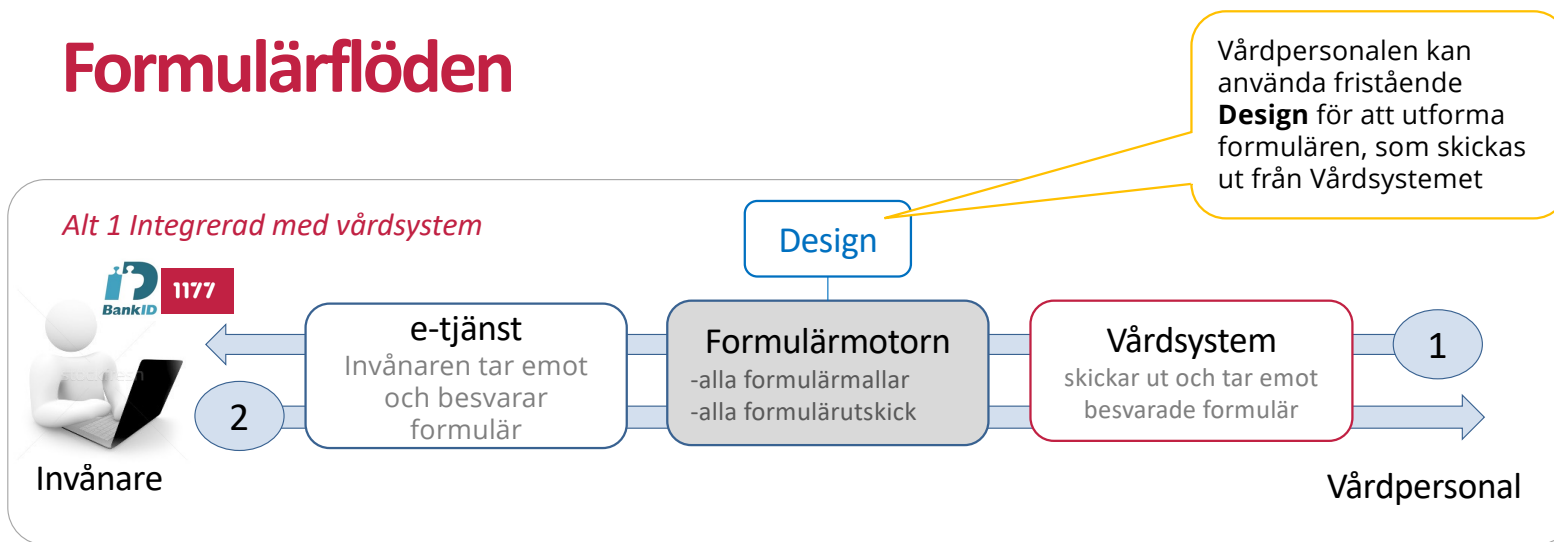 Formulärflöden
Vårdpersonalen kan
använda fristående
Design för att utforma
formulären, som skickas
ut från Vårdsystemet
Alt 1 Integrerad med vårdsystem
Design
BankID
1177
e-tjänst
Invånaren tar emot
och besvarar
formulär
Formulärmotorn
-alla formulärmallar
-alla formulärutskick
Vårdsystem
skickar ut och tar emot
besvarade formulär
1
2
Invånare
Vårdpersonal